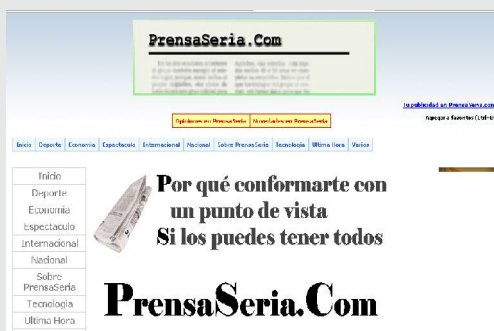 PrensaSeria.Com
Tu publicidad en PrensaSeria.com
Opiniones en PrensaSeria Novedades en PrensaSeria
Agregar a favoritos
Inicio Deporte Economia Espectaculo Internacional Nacional Sobre PrensaSeria Tecnologia Ultima Hora Varios
Inicio
Deporte
Economia
Espectaculo
Internacional
Nacional
Sobre
PrensaSeria
Tecnologia
Ultima Hora
Por qué conformarte con
un punto de vista
Si los puedes tener todos
PrensaSeria.Com